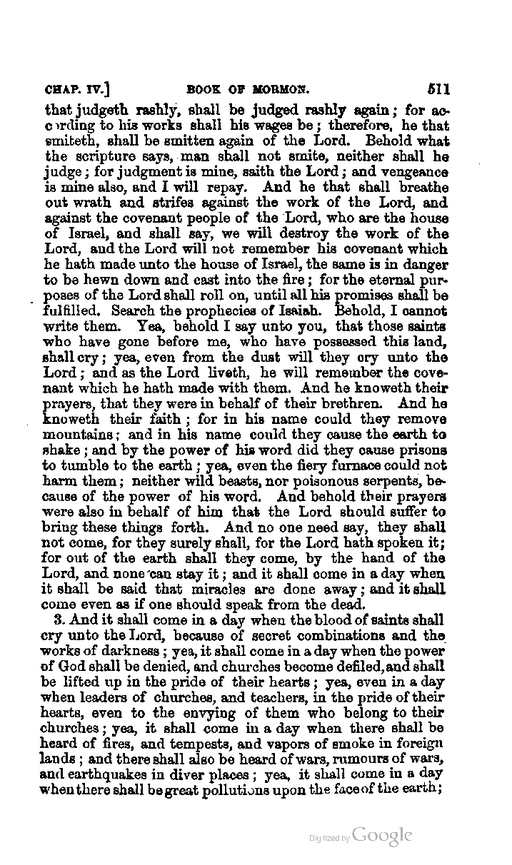 CHAP. IV.] BOOK OF MORMON. 511
that judgeth rashly, shall be judged rashly again; for ac-
cording to his works shall his wages be; therefore, he that
smiteth, shall be smitten again of the Lord. Behold what
the scripture says, man shall not smite, neither shall he
judge; for judgment is mine, saith the Lord; and vengeance
is mine also, and I will repay. And he that shall breathe
out wrath and strifes against the work of the Lord, and
against the covenant people of the Lord, who are the house
of Israel, and shall say, we will destroy the work of the
Lord, and the Lord will not remember his covenant which
he hath made unto the house of Israel, the same is in danger
to be hewn down and cast into the fire; for the eternal pur-
poses of the Lord shall roll on, until all his promises shall be
fulfilled. Search the prophecies of Isaiah. Behold, I cannot
write them. Yea, behold I say unto you, that those saints
who have gone before me, who have possessed this land,
shall cry; yea, even from the dust will they cry unto the
Lord; and as the Lord liveth, he will remember the cove-
nant which he hath made with them. And he knoweth their
prayers, that they were in behalf of their brethren. And he
knoweth their faith; for in his name could they remove
mountains; and in his name could they cause the earth to
shake; and by the power of his word did they cause prisons
to tumble to the earth; yea, even the fiery furnace could not
harm them; neither wild beasts, nor poisonous serpents, be-
cause of the power of his word. And behold their prayers
were also in behalf of him that the Lord should suffer to
bring these things forth. And no one need say, they shall
not come, for they surely shall, for the Lord hath spoken it;
for out of the earth shall they come, by the hand of the
Lord, and none can stay it; and it shall come in a day when
it shall be said that miracles are done away; and it shall
come even as if one should speak from the dead.
3. And it shall come in a day when the blood of saints shall
cry unto the Lord, because of secret combinations and the
works of darkness; yea, it shall come in a day when the power
of God shall be denied, and churches become defiled, and shall
be lifted up in the pride of their hearts; yea, even in a day
when leaders of churches, and teachers, in the pride of their
hearts, even to the envying of them who belong to their
churches; yea, it shall come in a day when there shall be
heard of fires, and tempests, and vapors of smoke in foreign
lands; and there shall also be heard of wars, rumours of wars,
and earthquakes in diver places; yea, it shall come in a day
when there shall be great pollutions upon the face of the earth;
Digitized by Google